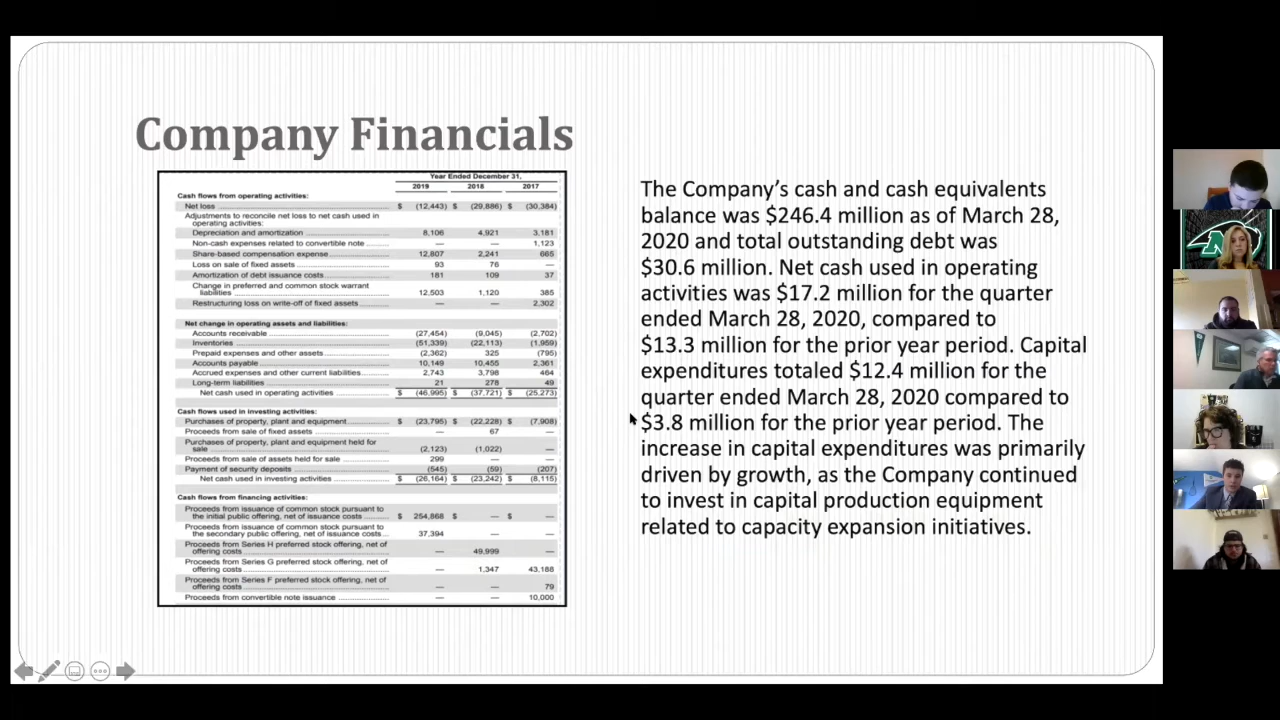 Company Financials
Year Ended December 31,
2019 2018 2017
Cash flows from operating activities:
Net loss $ (12,443) $ (29,886) $ (30,384)
Adjustments to reconcile net loss to net cash used in
operating activities:
Depreciation and amortization 8,106 4,921 3,181
Non-cash expenses related to convertible note — — 1,123
Share-based compensation expense 12,807 2,241 665
Loss on sale of fixed assets 93 76 —
Amortization of debt issuance costs 181 109 37
Change in preferred and common stock warrant
liabilities 12,503 1,120 385
Restructuring loss on write-off of fixed assets — — 2,302
Net change in operating assets and liabilities:
Accounts receivable (27,454) (9,045) (2,702)
Inventories (51,339) (22,113) (1,959)
Prepaid expenses and other assets (2,362) 325 (795)
Accounts payable 10,149 10,455 2,361
Accrued expenses and other current liabilities 2,743 3,798 464
Long-term liabilities 21 278 49
Net cash used in operating activities $ (46,995) $ (37,721) $ (25,273)
Cash flows used in investing activities:
Purchases of property, plant and equipment $ (23,795) $ (22,228) $ (7,908)
Proceeds from sale of fixed assets — 67 —
Purchases of property, plant and equipment held for
sale (2,123) (1,022) —
Proceeds from sale of assets held for sale 299 — —
Payment of security deposits (545) (59) (207)
Net cash used in investing activities $ (26,164) $ (23,242) $ (8,115)
Cash flows from financing activities:
Proceeds from issuance of common stock pursuant to
the initial public offering, net of issuance costs $ 254,868 $ — $ —
Proceeds from issuance of common stock pursuant to
the secondary public offering, net of issuance costs 37,394 — —
Proceeds from Series H preferred stock offering, net of
offering costs — 49,999 —
Proceeds from Series G preferred stock offering, net of
offering costs — 1,347 43,188
Proceeds from Series F preferred stock offering, net of
offering costs — — 79
Proceeds from convertible note issuance — — 10,000
The Company's cash and cash equivalents
balance was $246.4 million as of March 28,
2020 and total outstanding debt was
$30.6 million. Net cash used in operating
activities was $17.2 million for the quarter
ended March 28, 2020, compared to
$13.3 million for the prior year period. Capital
expenditures totaled $12.4 million for the
quarter ended March 28, 2020 compared to
$3.8 million for the prior year period. The
increase in capital expenditures was primarily
driven by growth, as the Company continued
to invest in capital production equipment
related to capacity expansion initiatives.